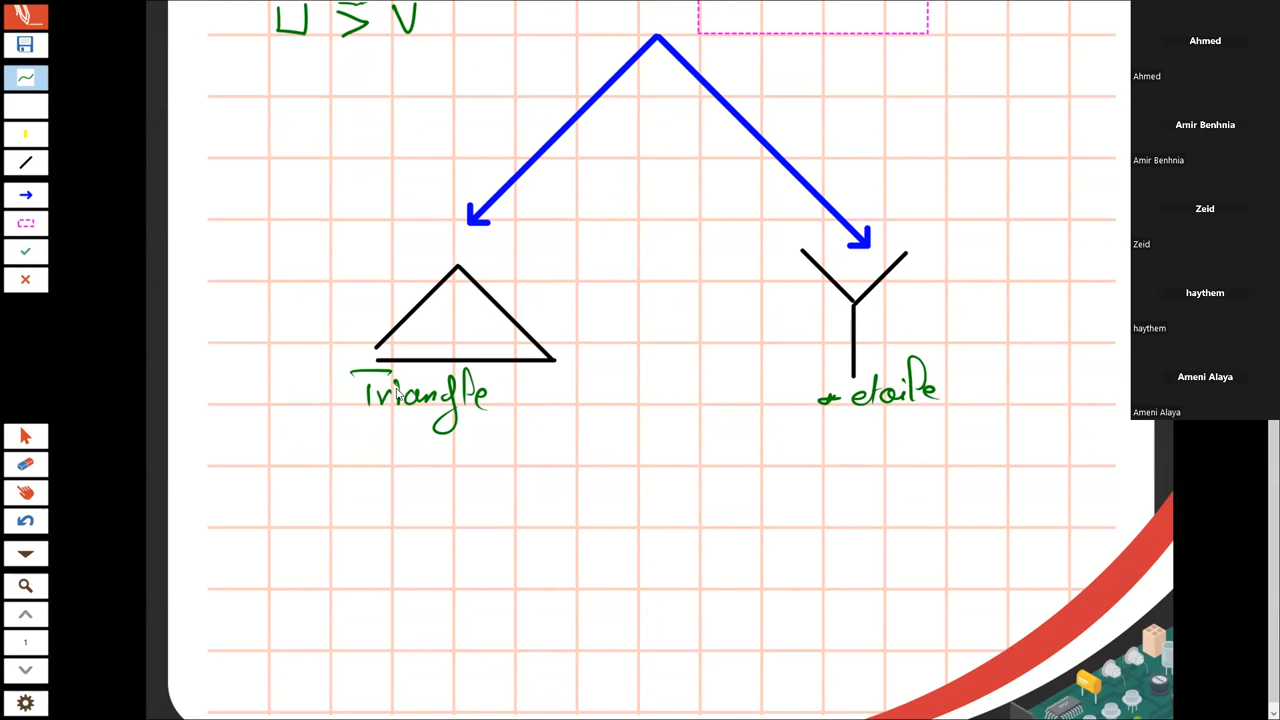 U ≥ V
Triangle
etoile
Ahmed
Ahmed
Amir Benhnia
Amir Benhnia
Zeid
Zeid
haythem
haythem
Ameni Alaya
Ameni Alaya
1